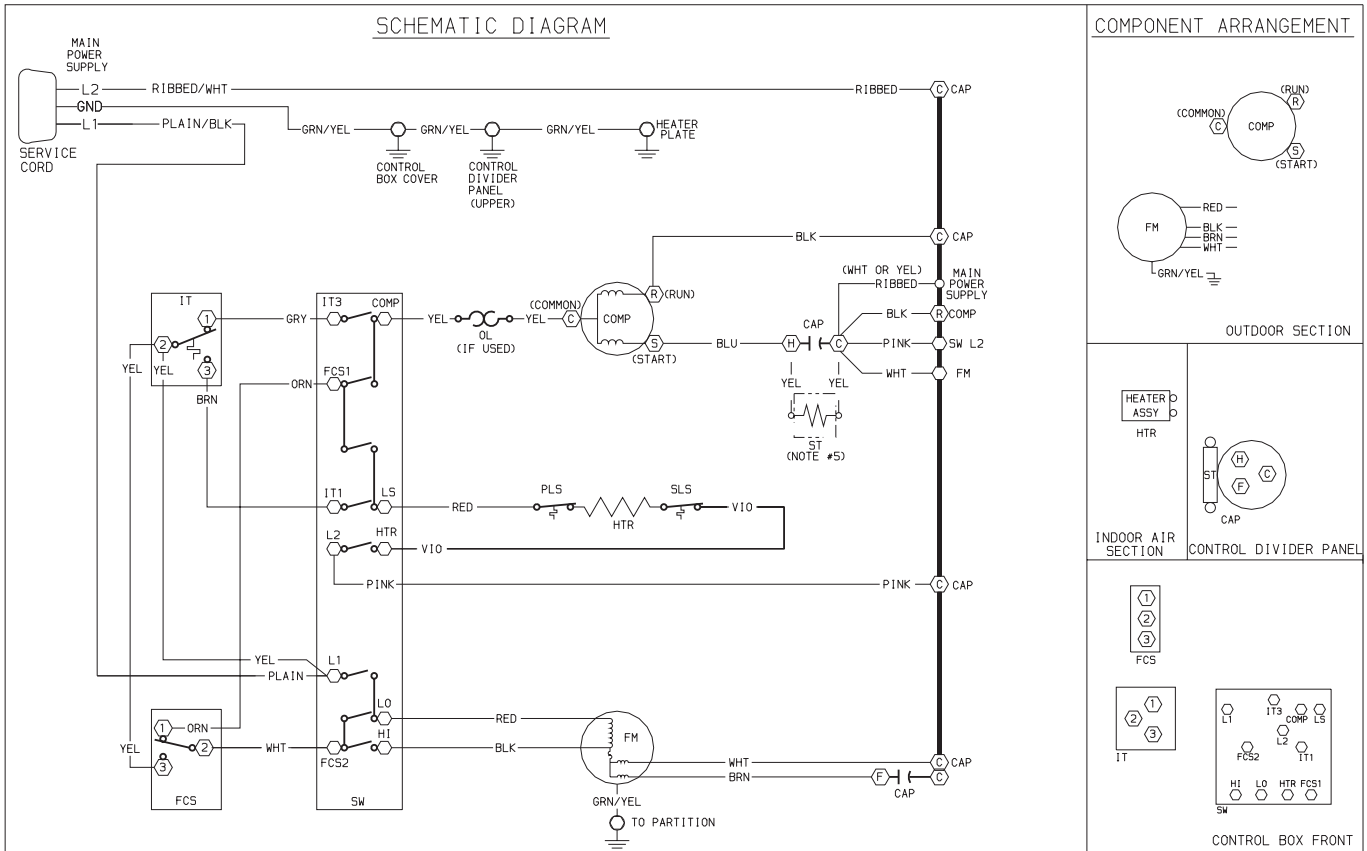 SCHEMATIC DIAGRAM
MAIN
POWER
SUPPLY
L2
RIBBED/WHT
RIBBED
C
CAP
GND
L1
PLAIN/BLK
SERVICE
CORD
GRN/YEL
GRN/YEL
GRN/YEL
HEATER
PLATE
CONTROL
BOX COVER
CONTROL
DIVIDER
PANEL
(UPPER)
BLK
C
CAP
(WHT OR YEL)
RIBBED
MAIN
POWER
SUPPLY
IT
1
2
3
GRY
YEL
YEL
BRN
IT3
COMP
YEL
OL
(IF USED)
YEL
(COMMON)
C
COMP
R
(RUN)
S
(START)
BLU
H
CAP
C
BLK
R
COMP
PINK
SW L2
WHT
FM
YEL
YEL
ST
(NOTE #5)
ORN
FCS1
IT1
LS
RED
PLS
HTR
SLS
VIO
L2
HTR
VIO
PINK
PINK
C
CAP
YEL
PLAIN
L1
LO
HI
RED
BLK
FM
FCS2
SW
1
ORN
2
3
YEL
WHT
FCS
WHT
C
CAP
BRN
F
CAP
C
GRN/YEL
TO PARTITION
COMPONENT ARRANGEMENT
(RUN)
R
(COMMON)
C
COMP
S
(START)
FM
RED
BLK
BRN
WHT
GRN/YEL
OUTDOOR SECTION
HEATER
ASSY
HTR
INDOOR AIR
SECTION
ST
H
C
F
CAP
CONTROL DIVIDER PANEL
1
2
3
FCS
1
2
3
IT
L1
IT3
COMP
LS
L2
FCS2
IT1
HI
LO
HTR
FCS1
SW
CONTROL BOX FRONT